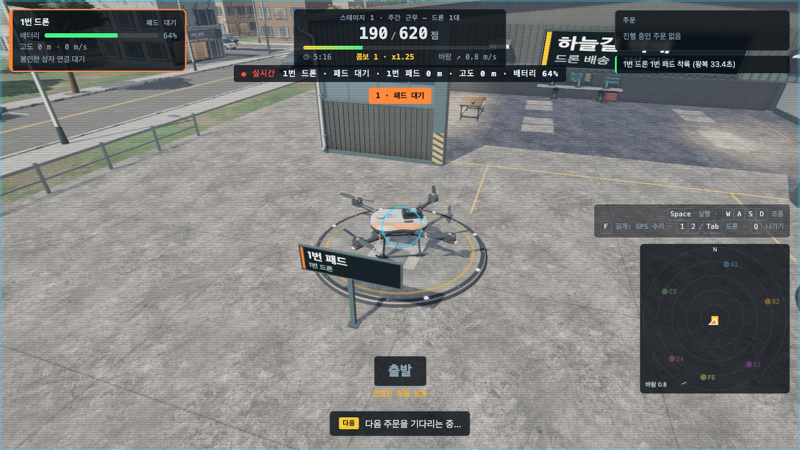 1번 드론 패드 대기
배터리 64%
고도 0 m · 0 m/s
봉인한 상자 연결 대기
스테이지 1 · 주간 근무 — 드론 1대
190/620점
5:16 콤보 1 · x1.25 바람 ↗ 0.8 m/s
● 실시간 1번 드론 · 패드 대기 · 1번 패드 0 m · 고도 0 m · 배터리 64%
1 · 패드 대기
하늘길
드론 배송
주문
진행 중인 주문 없음
1번 드론 1번 패드 착륙 (왕복 33.4초)
Space 실행 · W A S D 조종
F 길게: GPS 수리 · 1 2 / Tab 드론 · Q 나가기
N
A1
C3
B2
D4
E5
F6
바람 0.8
1번 패드
1번 드론
출발
다음 다음 주문을 기다리는 중...